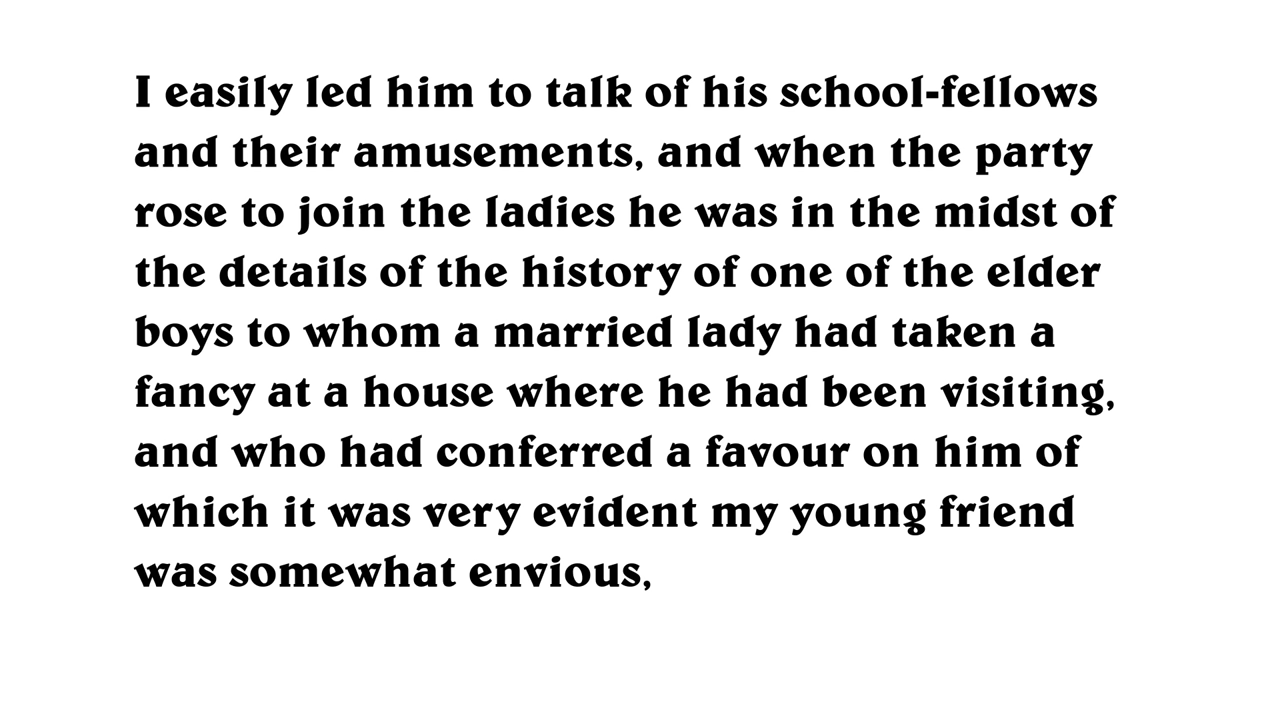 I easily led him to talk of his school-fellows
and their amusements, and when the party
rose to join the ladies he was in the midst of
the details of the history of one of the elder
boys to whom a married lady had taken a
fancy at a house where he had been visiting,
and who had conferred a favour on him of
which it was very evident my young friend
was somewhat envious,